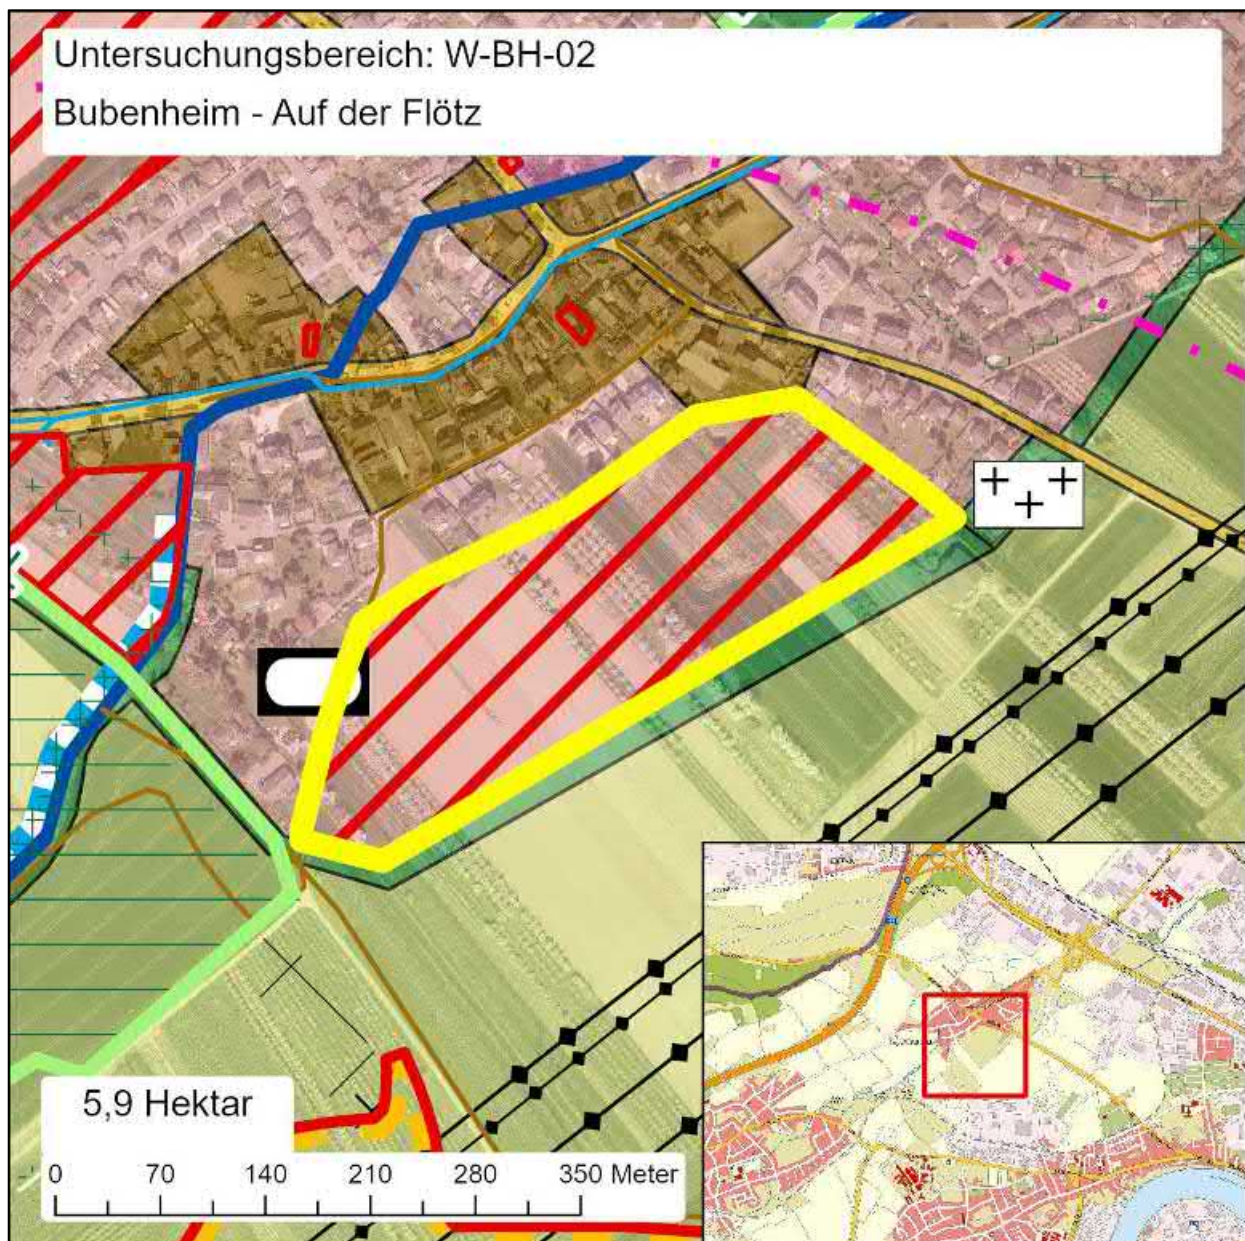 Untersuchungsbereich: W-BH-02
Bubenheim - Auf der Flötz
5,9 Hektar
0 70 140 210 280 350 Meter